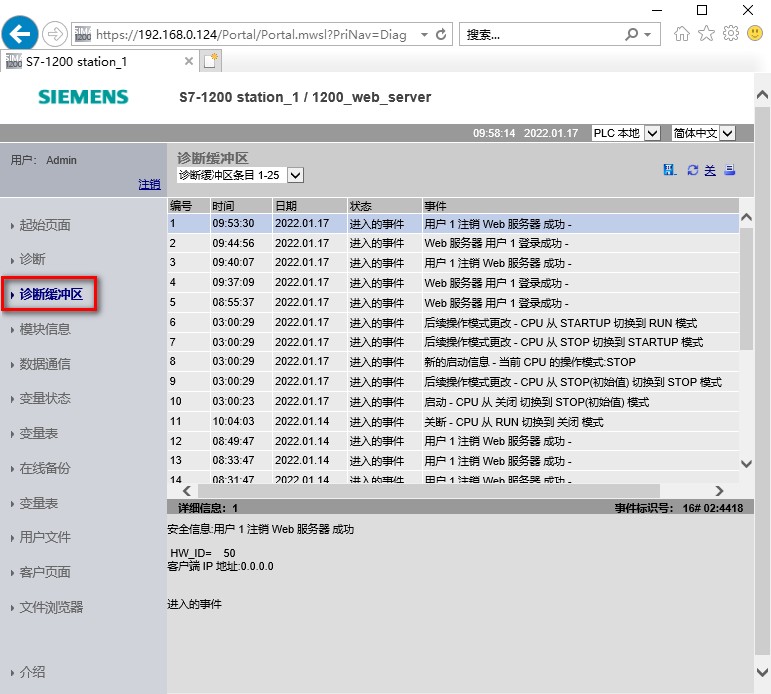 https://192.168.0.124/Portal/Portal.mwsl?PriNav=Diag
搜索...
S7-1200 station_1
SIEMENS
S7-1200 station_1 / 1200_web_server
09:58:14 2022.01.17 PLC 本地 简体中文
用户： Admin
注销
诊断缓冲区
诊断缓冲区条目 1-25
关
起始页面
诊断
诊断缓冲区
模块信息
数据通信
变量状态
变量表
在线备份
变量表
用户文件
客户页面
文件浏览器
介绍
编号 时间 日期 状态 事件
1 09:53:30 2022.01.17 进入的事件 用户 1 注销 Web 服务器 成功 -
2 09:44:56 2022.01.17 进入的事件 Web 服务器 用户 1 登录成功 -
3 09:40:07 2022.01.17 进入的事件 用户 1 注销 Web 服务器 成功 -
4 09:37:09 2022.01.17 进入的事件 Web 服务器 用户 1 登录成功 -
5 08:55:37 2022.01.17 进入的事件 Web 服务器 用户 1 登录成功 -
6 03:00:29 2022.01.17 进入的事件 后续操作模式更改 - CPU 从 STARTUP 切换到 RUN 模式
7 03:00:29 2022.01.17 进入的事件 后续操作模式更改 - CPU 从 STOP 切换到 STARTUP 模式
8 03:00:29 2022.01.17 进入的事件 新的启动信息 - 当前 CPU 的操作模式:STOP
9 03:00:29 2022.01.17 进入的事件 后续操作模式更改 - CPU 从 STOP(初始值) 切换到 STOP 模式
10 03:00:23 2022.01.17 进入的事件 启动 - CPU 从 关闭 切换到 STOP(初始值) 模式
11 10:04:03 2022.01.14 进入的事件 关断 - CPU 从 RUN 切换到 关闭 模式
12 08:49:47 2022.01.14 进入的事件 用户 1 注销 Web 服务器 成功 -
13 08:33:47 2022.01.14 进入的事件 用户 1 注销 Web 服务器 成功 -
14 08:31:47 2022.01.14 进入的事件 用户 1 注销 Web 服务器 成功 -
详细信息： 1 事件标识号： 16# 02:4418
安全信息:用户 1 注销 Web 服务器 成功
HW_ID= 50
客户端 IP 地址:0.0.0.0
进入的事件